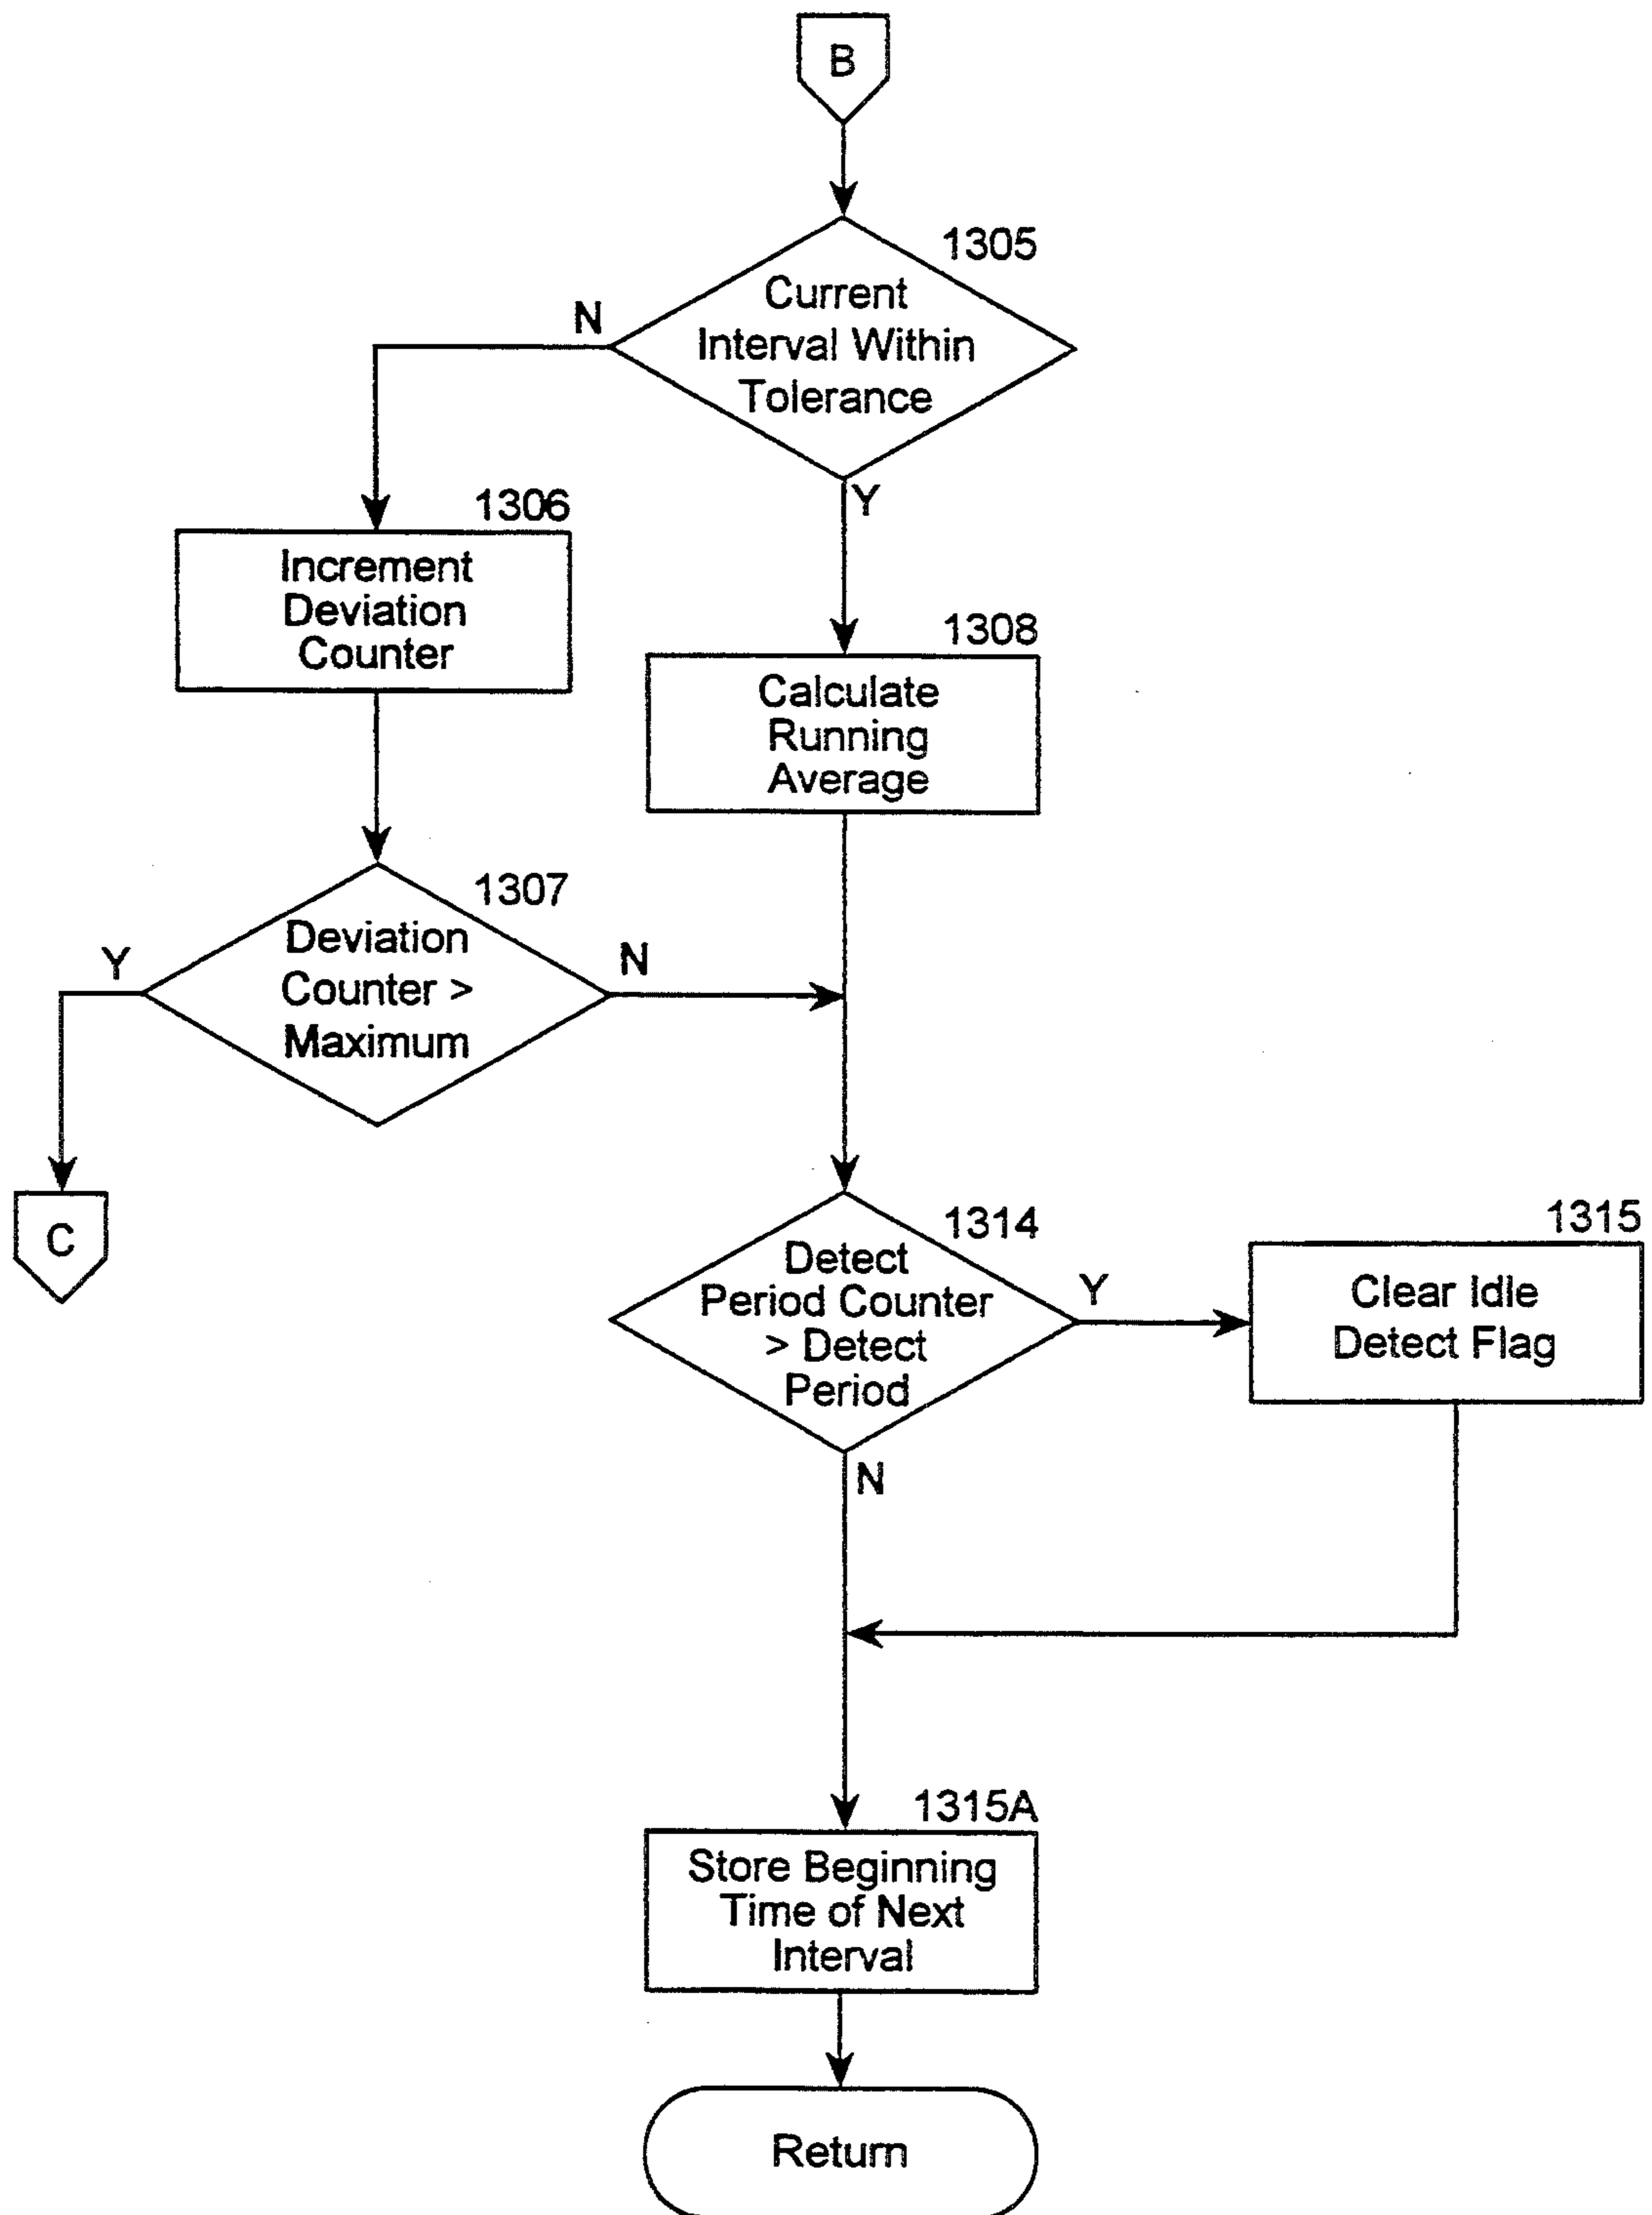 B
1305
Current
Interval Within
Tolerance
N
Y
1306
Increment
Deviation
Counter
1308
Calculate
Running
Average
1307
Deviation
Counter >
Maximum
Y
N
C
1314
Detect
Period Counter
> Detect
Period
Y
N
1315
Clear Idle
Detect Flag
1315A
Store Beginning
Time of Next
Interval
Return